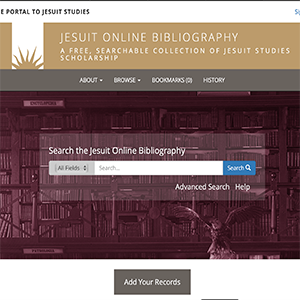 E PORTAL TO JESUIT STUDIES
JESUIT ONLINE BIBLIOGRAPHY
A FREE, SEARCHABLE COLLECTION OF JESUIT STUDIES
SCHOLARSHIP
ABOUT BROWSE BOOKMARKS (0) HISTORY
Search the Jesuit Online Bibliography
All Fields Search... Search
Advanced Search Help
Add Your Records